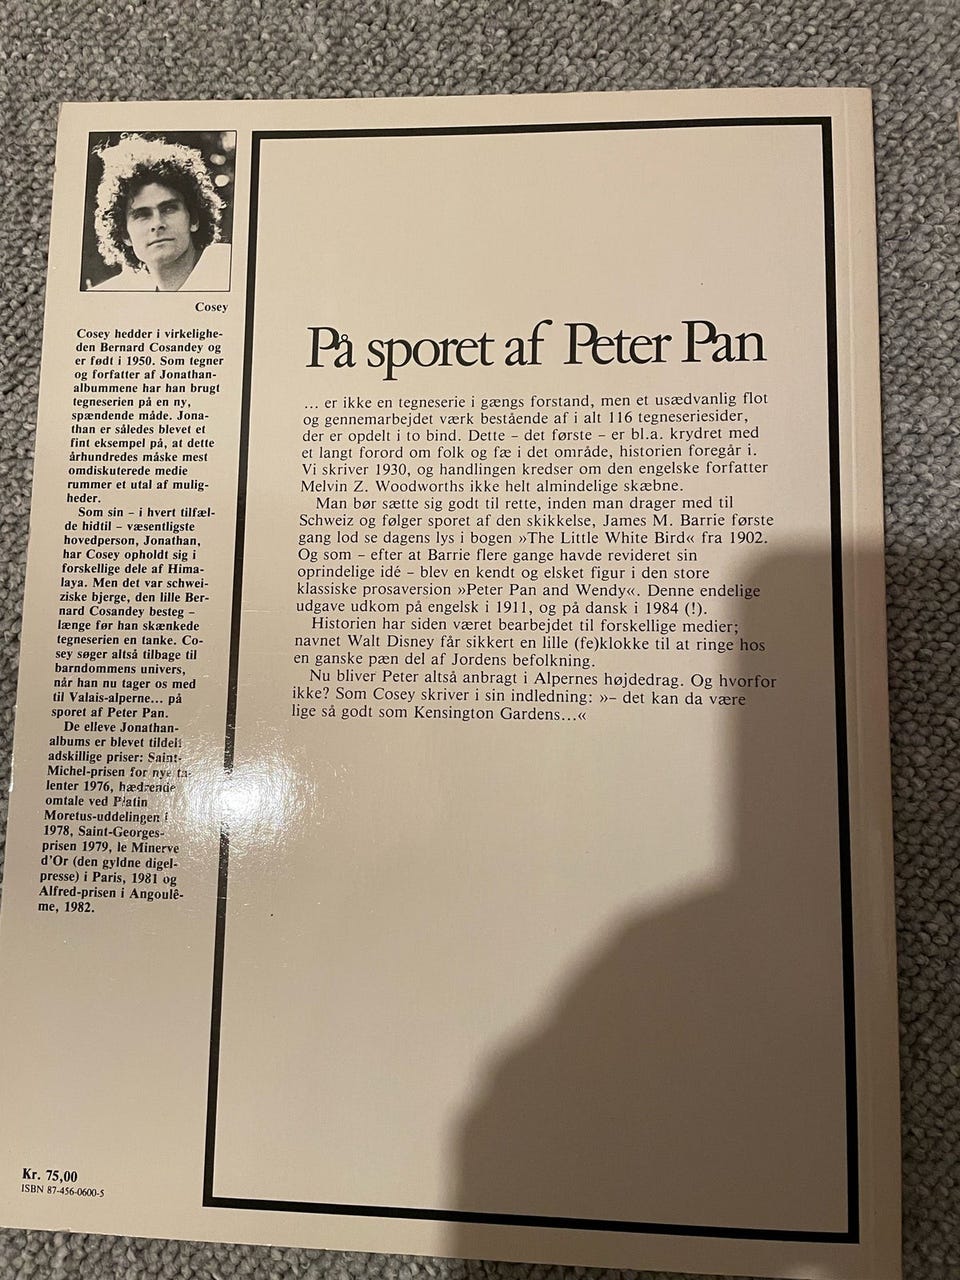 Cosey
Cosey hedder i virkelighe-
den Bernard Cosandey og
er født i 1950. Som tegner
og forfatter af Jonathan-
albummene har han brugt
tegneserien på en ny,
spændende måde. Jona-
than er således blevet et
fint eksempel på, at dette
århundredes måske mest
omdiskuterede medie
rummer et utal af mulig-
heder.
Som sin – i hvert tilfæl-
de hidtil – væsentligste
hovedperson, Jonathan,
har Cosey opholdt sig i
forskellige dele af Hima-
laya. Men det var schwei-
ziske bjerge, den lille Ber-
nard Cosandey besteg –
længe før han skænkede
tegneserien en tanke. Co-
sey søger altså tilbage til
barndommens univers,
når han nu tager os med
til Valais-alperne... på
sporet af Peter Pan.
De elleve Jonathan-
albums er blevet tildelt
adskillige priser: Saint-
Michel-prisen for nye ta-
lenter 1976, hædrende
omtale ved Platin
Moretus-uddelingen i
1978, Saint-Georges-
prisen 1979, le Minerve
d'Or (den gyldne digel-
presse) i Paris, 1981 og
Alfred-prisen i Angoulê-
me, 1982.
Kr. 75,00
ISBN 87-456-0600-5
På sporet af Peter Pan
... er ikke en tegneserie i gængs forstand, men et usædvanlig flot
og gennemarbejdet værk bestående af i alt 116 tegneseriesider,
der er opdelt i to bind. Dette – det første – er bl.a. krydret med
et langt forord om folk og fæ i det område, historien foregår i.
Vi skriver 1930, og handlingen kredser om den engelske forfatter
Melvin Z. Woodworths ikke helt almindelige skæbne.
Man bør sætte sig godt til rette, inden man drager med til
Schweiz og følger sporet af den skikkelse, James M. Barrie første
gang lod se dagens lys i bogen »The Little White Bird« fra 1902.
Og som – efter at Barrie flere gange havde revideret sin
oprindelige idé – blev en kendt og elsket figur i den store
klassiske prosaversion »Peter Pan and Wendy«. Denne endelige
udgave udkom på engelsk i 1911, og på dansk i 1984 (!).
Historien har siden været bearbejdet til forskellige medier;
navnet Walt Disney får sikkert en lille (fe)klokke til at ringe hos
en ganske pæn del af Jordens befolkning.
Nu bliver Peter altså anbragt i Alpernes højdedrag. Og hvorfor
ikke? Som Cosey skriver i sin indledning: »– det kan da være
lige så godt som Kensington Gardens...«